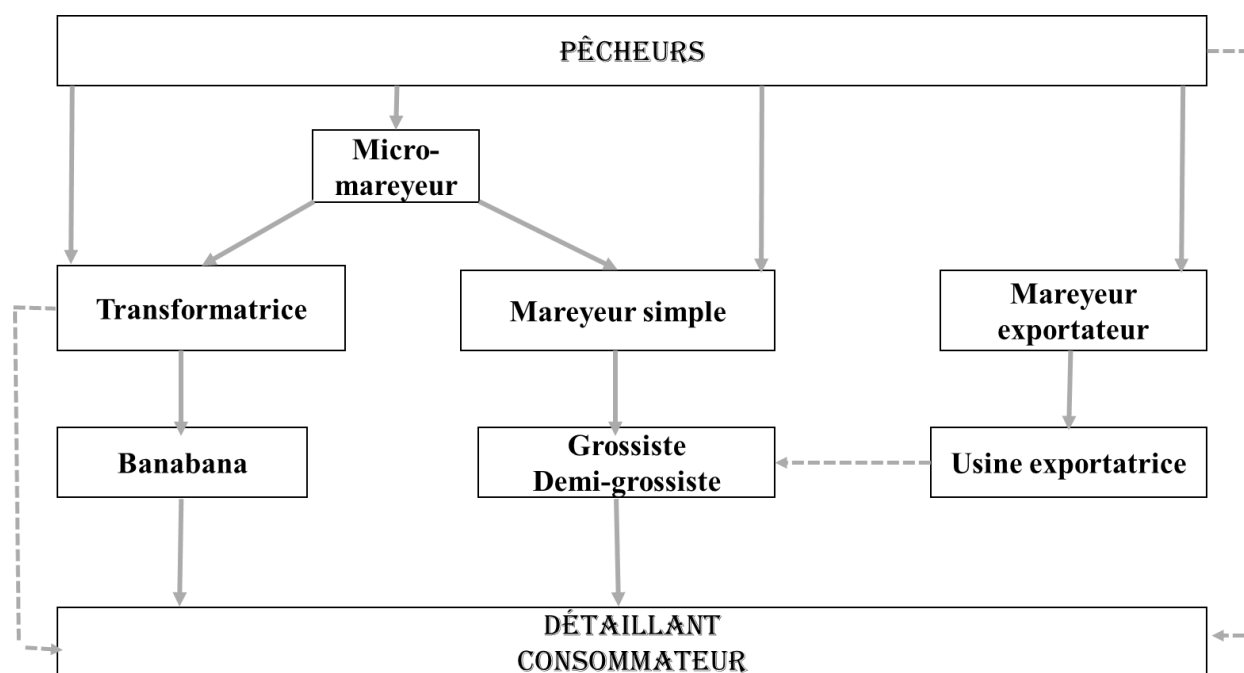 PÊCHEURS
Micro-
mareyeur
Transformatrice
Mareyeur simple
Mareyeur
exportateur
Banabana
Grossiste
Demi-grossiste
Usine exportatrice
DÉTAILLANT
CONSOMMATEUR